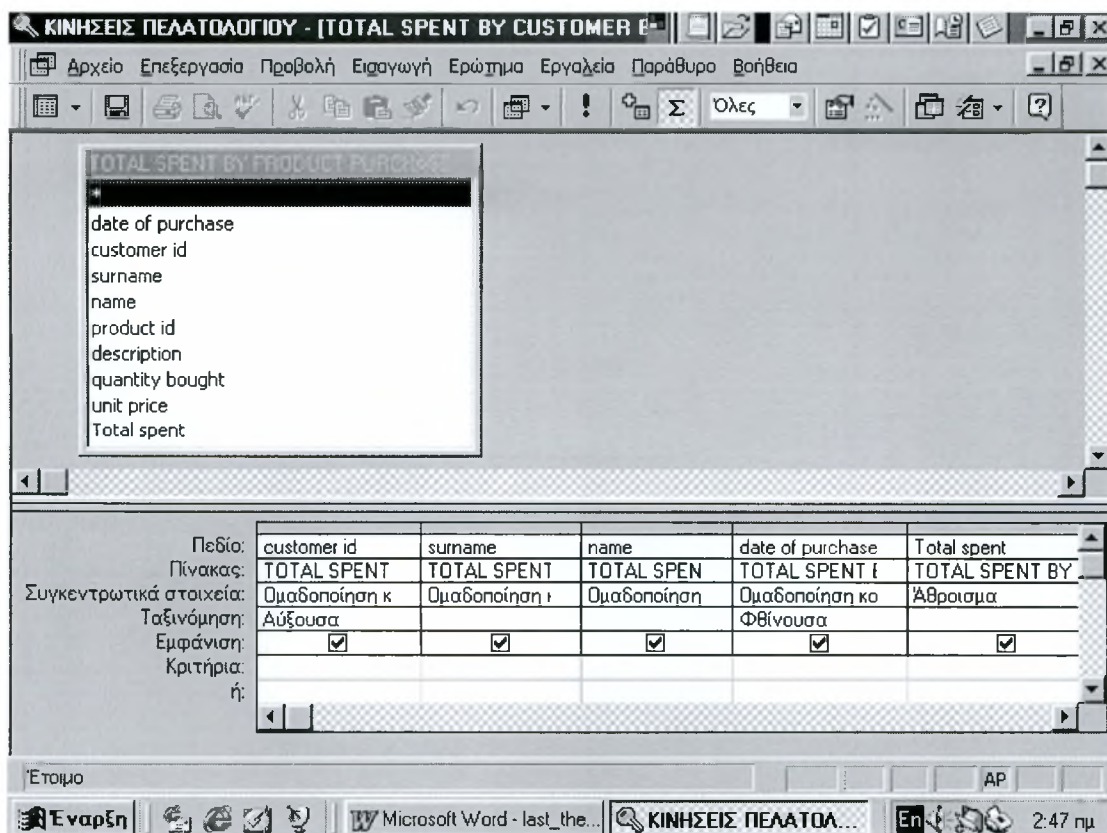 ΚΙΝΗΣΕΙΣ ΠΕΛΑΤΟΛΟΓΙΟΥ - [TOTAL SPENT BY CUSTOMER
Αρχείο Επεξεργασία Προβολή Εισαγωγή Ερώτημα Εργαλεία Παράθυρο Βοήθεια
Σ Όλες
TOTAL SPENT BY PRODUCT PURCHASE
*
date of purchase
customer id
surname
name
product id
description
quantity bought
unit price
Total spent
Πεδίο: customer id surname name date of purchase Total spent
Πίνακας: TOTAL SPENT TOTAL SPENT TOTAL SPEN TOTAL SPENT TOTAL SPENT BY
Συγκεντρωτικά στοιχεία: Ομαδοποίηση κ Ομαδοποίηση Ομαδοποίηση Ομαδοποίηση κο Άθροισμα
Ταξινόμηση: Αύξουσα Φθίνουσα
Εμφάνιση:
Κριτήρια:
ή:
Έτοιμο AP
Έναρξη Microsoft Word - last_the... ΚΙΝΗΣΕΙΣ ΠΕΛΑΤΟΛ... En 2:47 πμ